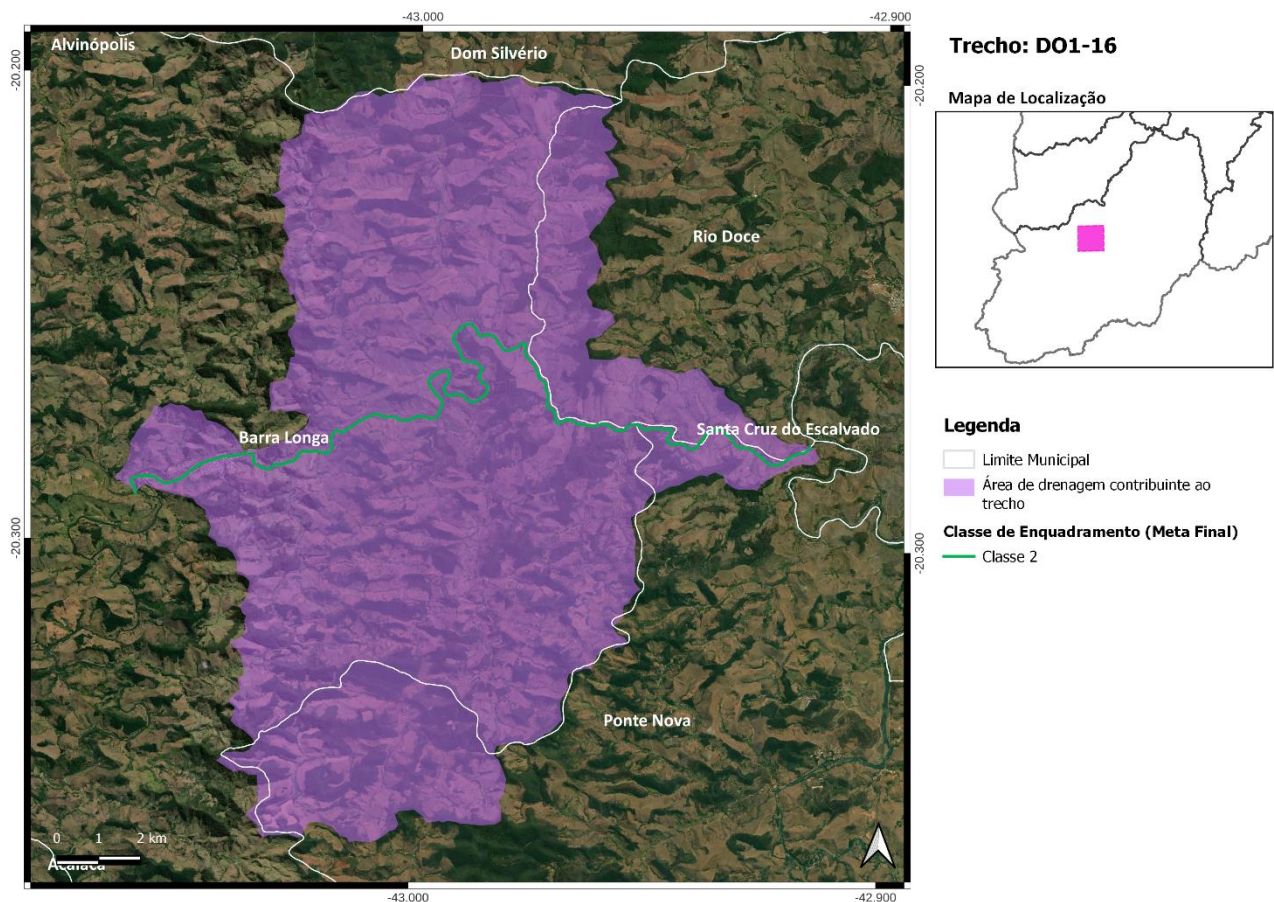 -43.000
-42.900
Alvinópolis
Dom Silvério
-20.200
-20.200
Rio Doce
Barra Longa
Santa Cruz do Escalvado
-20.300
-20.300
Ponte Nova
0 1 2 km
Acaiaca
-43.000
-42.900
Trecho: DO1-16
Mapa de Localização
Legenda
Limite Municipal
Área de drenagem contribuinte ao
trecho
Classe de Enquadramento (Meta Final)
Classe 2